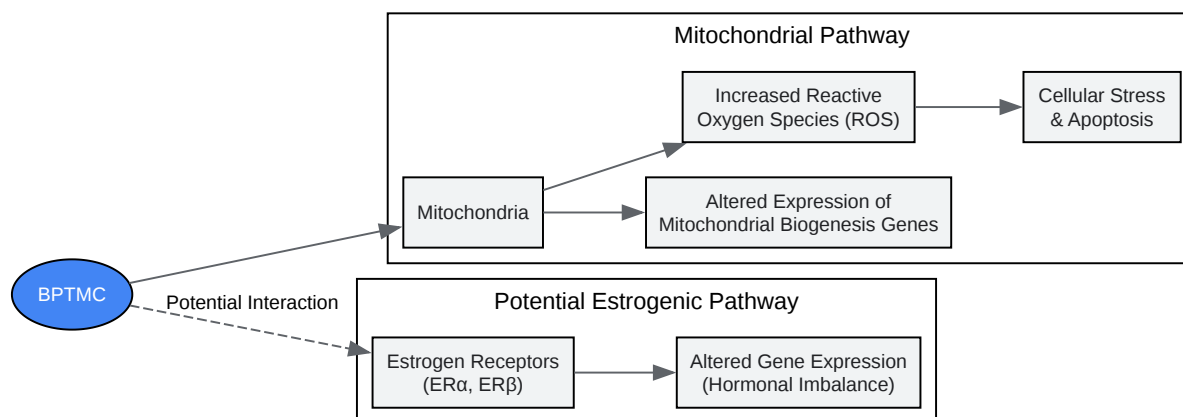 Mitochondrial Pathway
Increased Reactive
Oxygen Species (ROS)
Cellular Stress
& Apoptosis
Mitochondria
Altered Expression of
Mitochondrial Biogenesis Genes
BPTMC
Potential Interaction
Potential Estrogenic Pathway
Estrogen Receptors
(ERα, ERβ)
Altered Gene Expression
(Hormonal Imbalance)